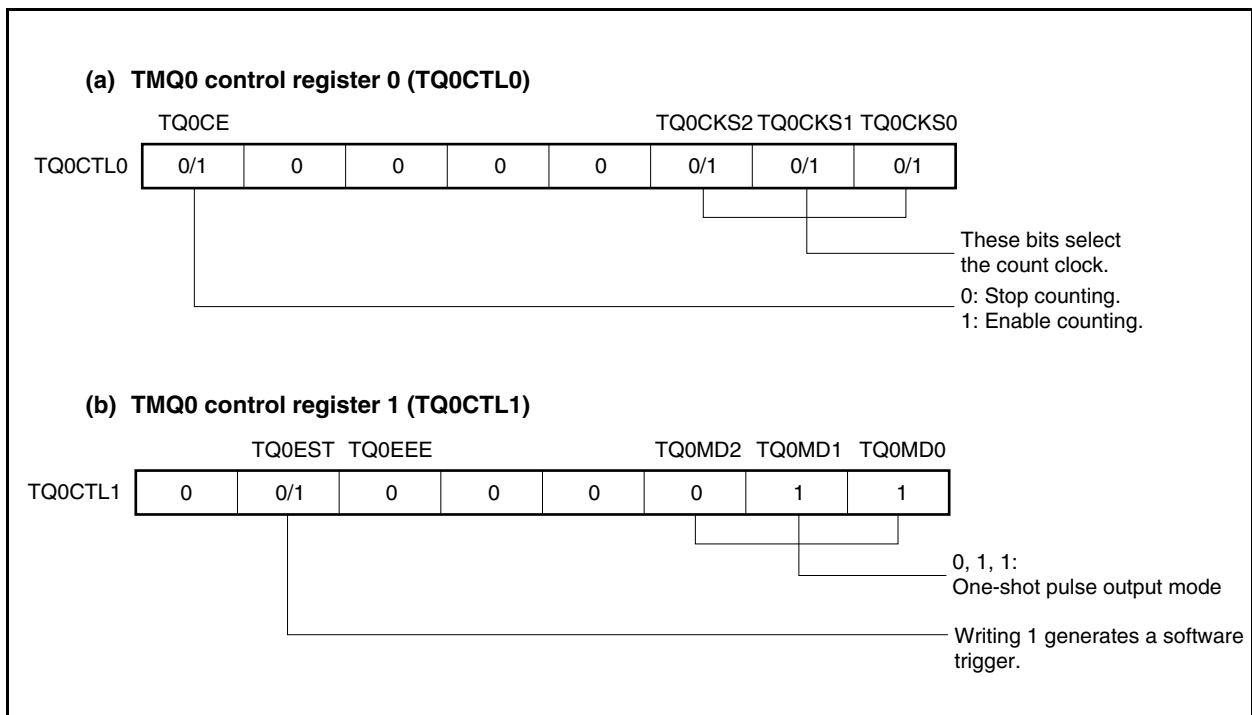 (a) TMQ0 control register 0 (TQ0CTL0)
TQ0CE TQ0CKS2 TQ0CKS1 TQ0CKS0
TQ0CTL0 0/1 0 0 0 0 0/1 0/1 0/1
These bits select
the count clock.
0: Stop counting.
1: Enable counting.
(b) TMQ0 control register 1 (TQ0CTL1)
TQ0EST TQ0EEE TQ0MD2 TQ0MD1 TQ0MD0
TQ0CTL1 0 0/1 0 0 0 0 1 1
0, 1, 1:
One-shot pulse output mode
Writing 1 generates a software
trigger.